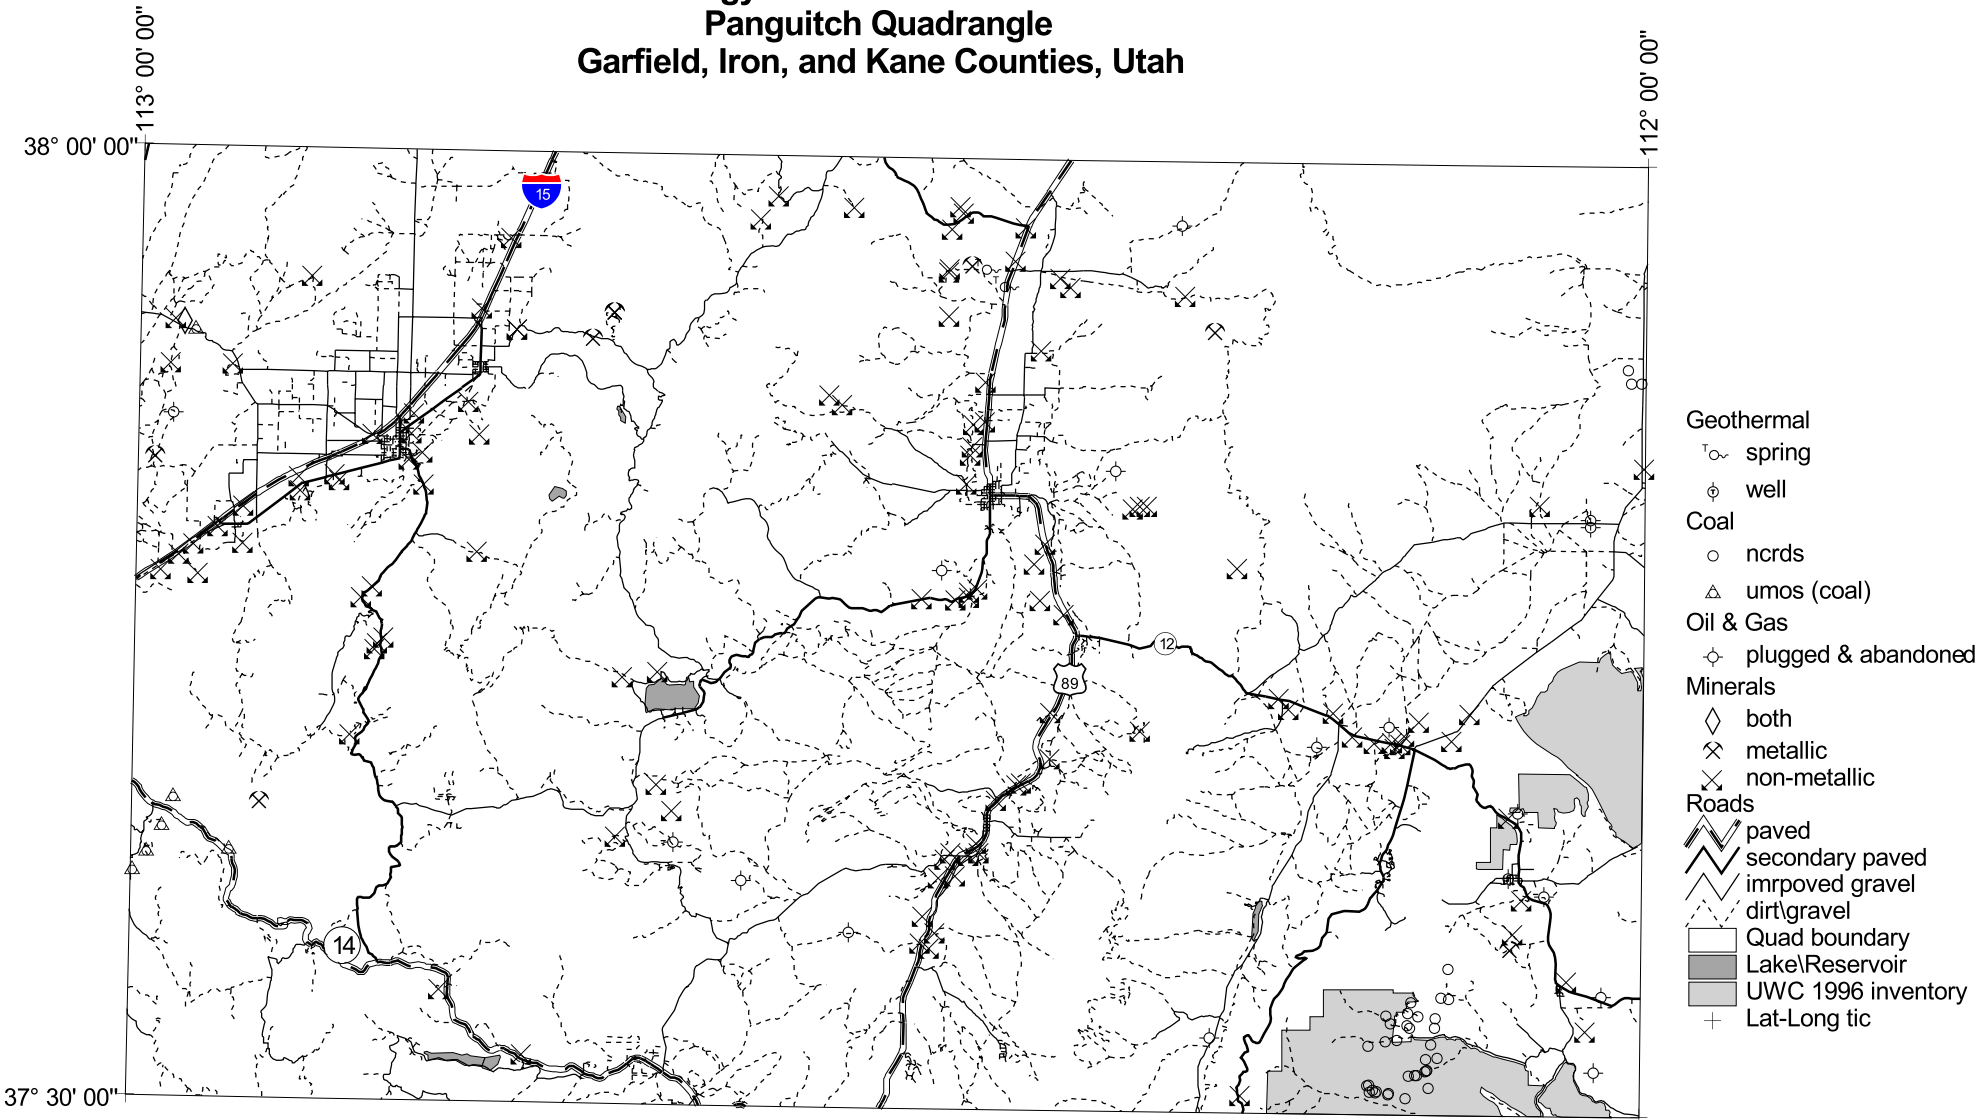 Panguitch Quadrangle
Garfield, Iron, and Kane Counties, Utah
113° 00' 00"
112° 00' 00"
38° 00' 00"
15
12
89
14
37° 30' 00"
Geothermal
T spring
well
Coal
ncrds
umos (coal)
Oil & Gas
plugged & abandoned
Minerals
both
metallic
non-metallic
Roads
paved
secondary paved
imrpoved gravel
dirt\gravel
Quad boundary
Lake\Reservoir
UWC 1996 inventory
Lat-Long tic